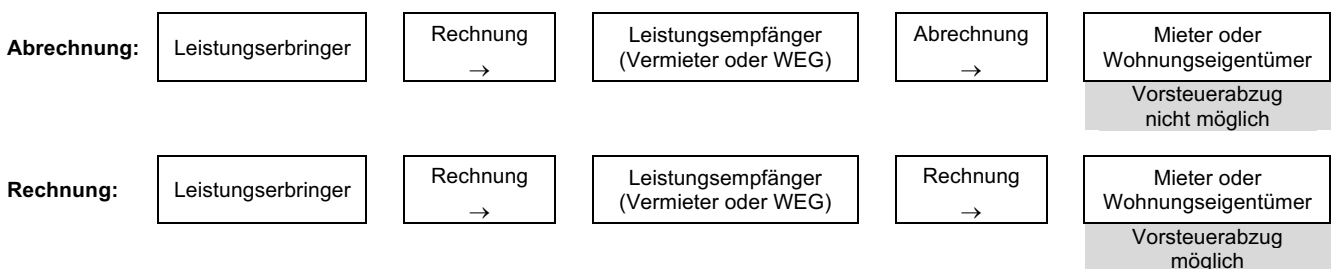 Abrechnung:
Leistungserbringer
Rechnung
→
Leistungsempfänger
(Vermieter oder WEG)
Abrechnung
→
Mieter oder
Wohnungseigentümer
Vorsteuerabzug
nicht möglich
Rechnung:
Leistungserbringer
Rechnung
→
Leistungsempfänger
(Vermieter oder WEG)
Rechnung
→
Mieter oder
Wohnungseigentümer
Vorsteuerabzug
möglich